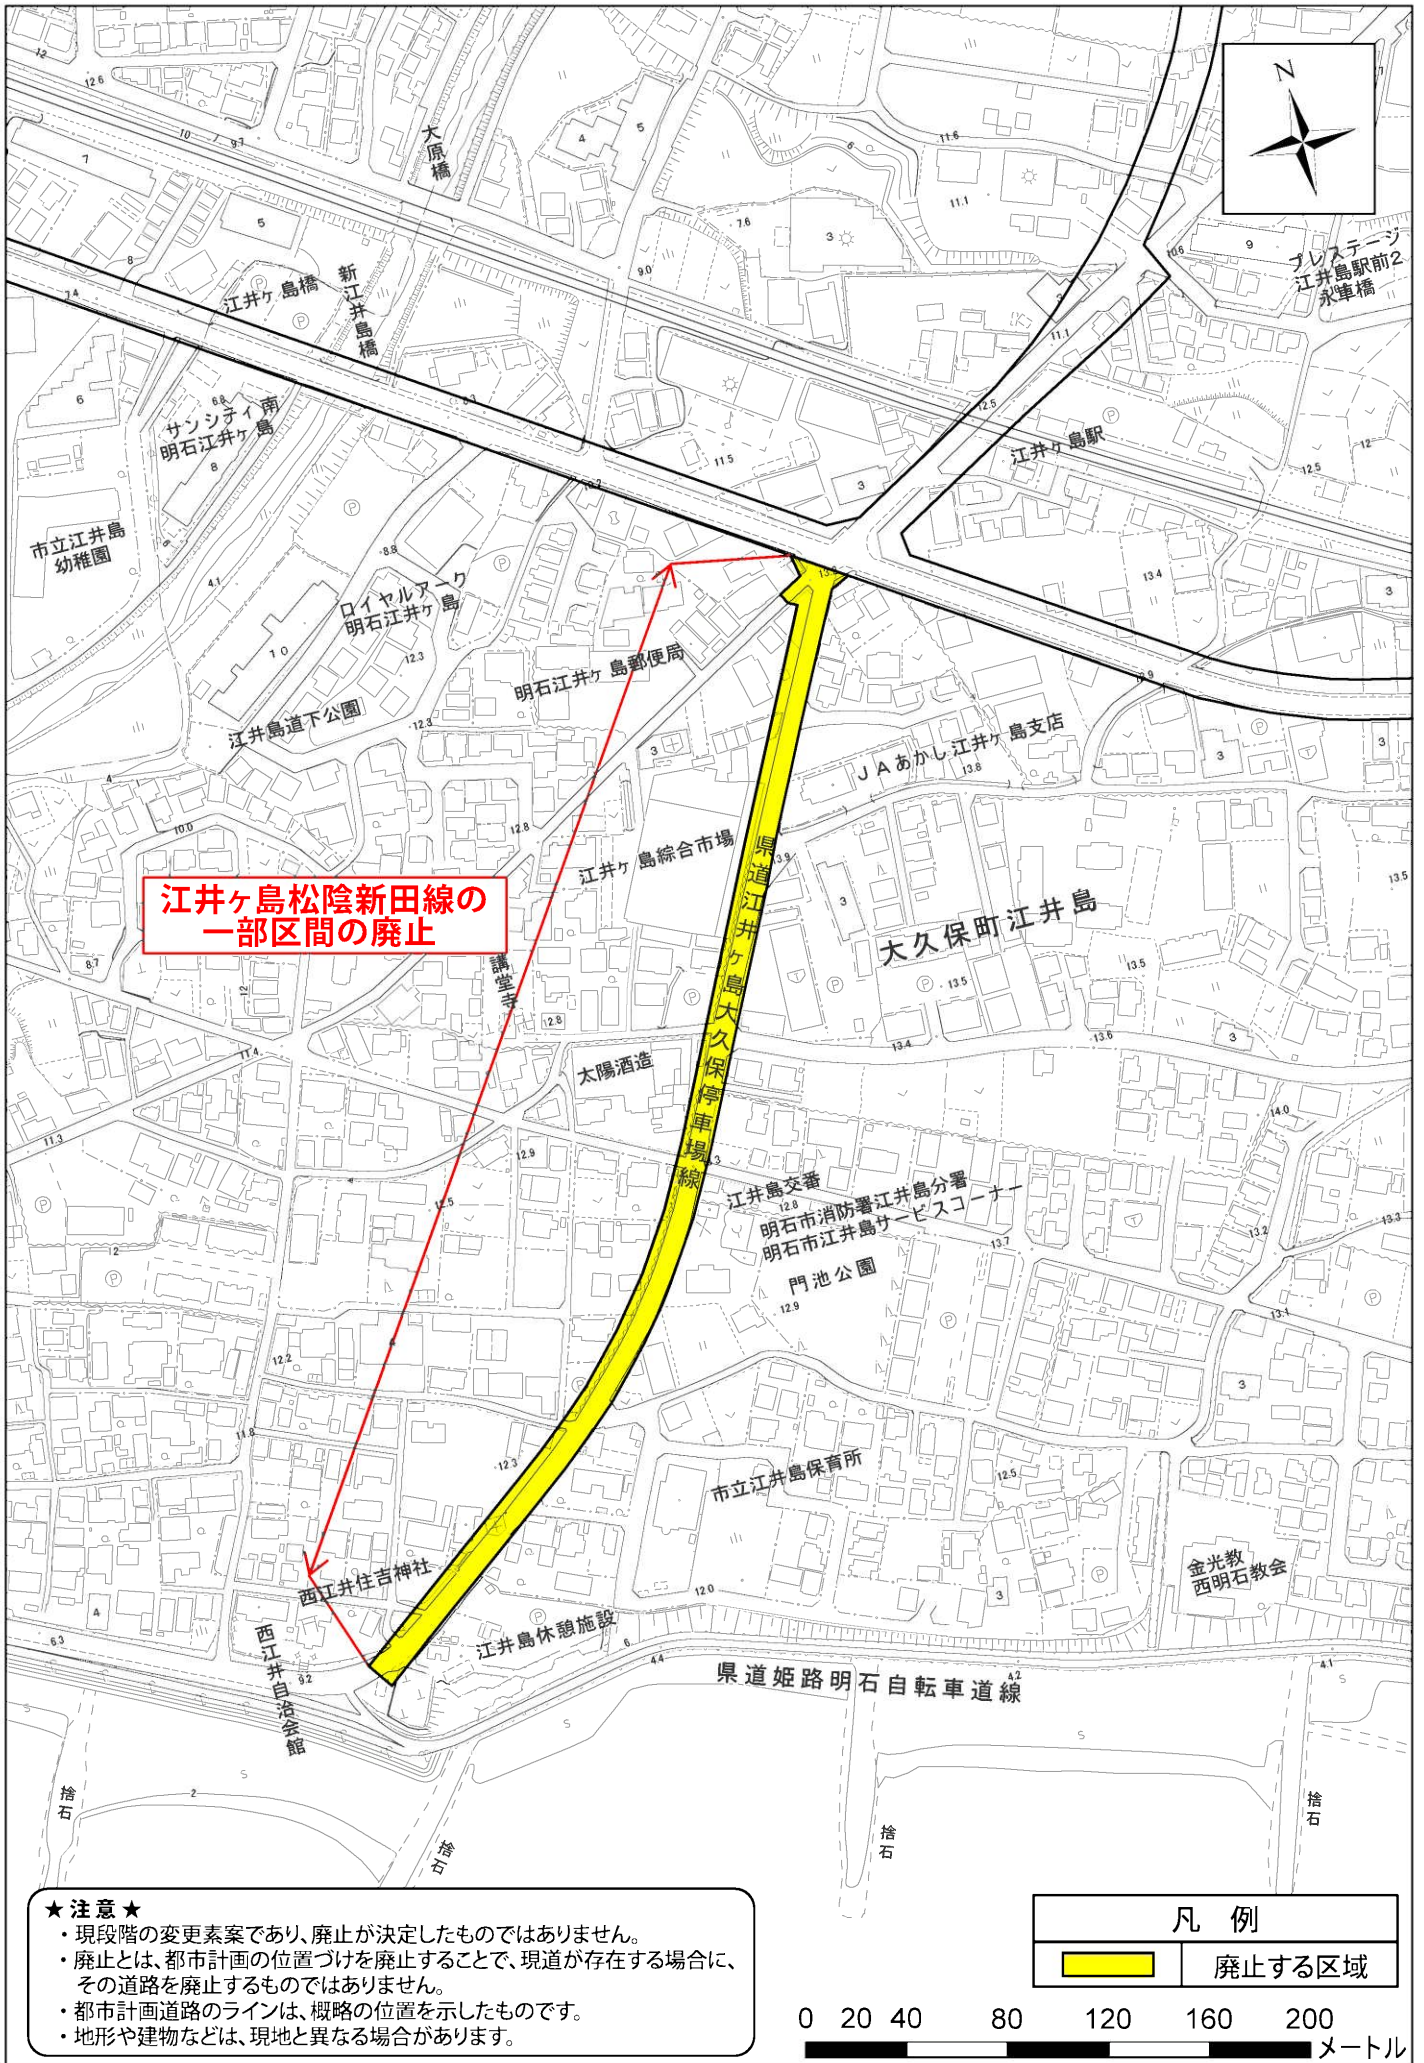 N
大原橋
江井ヶ島橋
新江井島橋
プレステージ
江井島駅前2
永車橋
サンシティ南
明石江井ヶ島
江井ヶ島駅
市立江井島
幼稚園
ロイヤルアーク
明石江井ヶ島
明石江井ヶ島郵便局
江井島道下公園
JAあかし江井ヶ島支店
江井ヶ島綜合市場
県道江井ヶ島大久保停車場線
大久保町江井島
江井ヶ島松陰新田線の
一部区間の廃止
講堂寺
太陽酒造
江井島交番
明石市消防署江井島分署
明石市江井島サービスコーナー
門池公園
市立江井島保育所
金光教
西明石教会
西江井住吉神社
江井島休憩施設
西江井自治会館
県道姫路明石自転車道線
捨石
捨石
捨石
捨石
★注意★
・現段階の変更素案であり、廃止が決定したものではありません。
・廃止とは、都市計画の位置づけを廃止することで、現道が存在する場合に、
その道路を廃止するものではありません。
・都市計画道路のラインは、概略の位置を示したものです。
・地形や建物などは、現地と異なる場合があります。
凡 例
廃止する区域
0 20 40 80 120 160 200
メートル